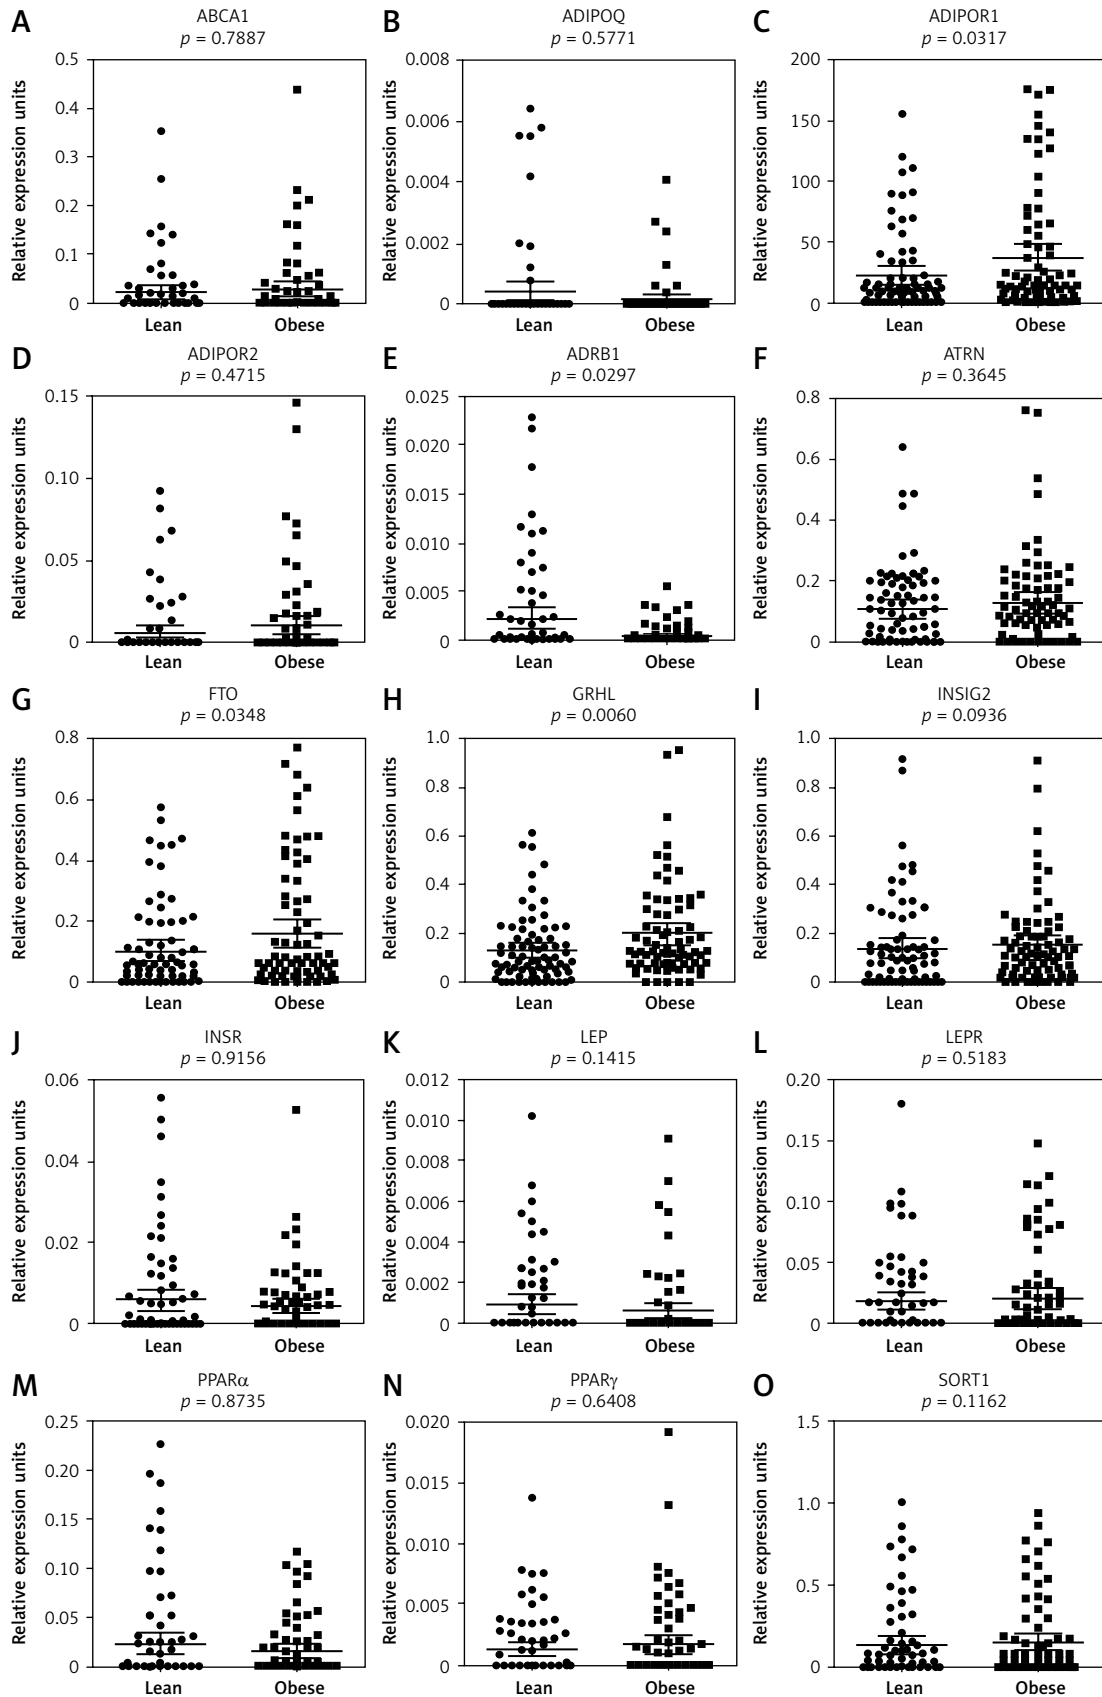 A
ABCA1
p = 0.7887
Relative expression units
0.5
0.4
0.3
0.2
0.1
0
Lean
Obese
B
ADIPOQ
p = 0.5771
Relative expression units
0.008
0.006
0.004
0.002
0
Lean
Obese
C
ADIPOR1
p = 0.0317
Relative expression units
200
150
100
50
0
Lean
Obese
D
ADIPOR2
p = 0.4715
Relative expression units
0.15
0.10
0.05
0
Lean
Obese
E
ADRB1
p = 0.0297
Relative expression units
0.025
0.020
0.015
0.010
0.005
0
Lean
Obese
F
ATRN
p = 0.3645
Relative expression units
0.8
0.6
0.4
0.2
0
Lean
Obese
G
FTO
p = 0.0348
Relative expression units
0.8
0.6
0.4
0.2
0
Lean
Obese
H
GRHL
p = 0.0060
Relative expression units
1.0
0.8
0.6
0.4
0.2
0
Lean
Obese
I
INSIG2
p = 0.0936
Relative expression units
1.0
0.8
0.6
0.4
0.2
0
Lean
Obese
J
INSR
p = 0.9156
Relative expression units
0.06
0.04
0.02
0
Lean
Obese
K
LEP
p = 0.1415
Relative expression units
0.012
0.010
0.008
0.006
0.004
0.002
0
Lean
Obese
L
LEPR
p = 0.5183
Relative expression units
0.20
0.15
0.10
0.05
0
Lean
Obese
M
PPARα
p = 0.8735
Relative expression units
0.25
0.20
0.15
0.10
0.05
0
Lean
Obese
N
PPARγ
p = 0.6408
Relative expression units
0.020
0.015
0.010
0.005
0
Lean
Obese
O
SORT1
p = 0.1162
Relative expression units
1.5
1.0
0.5
0
Lean
Obese